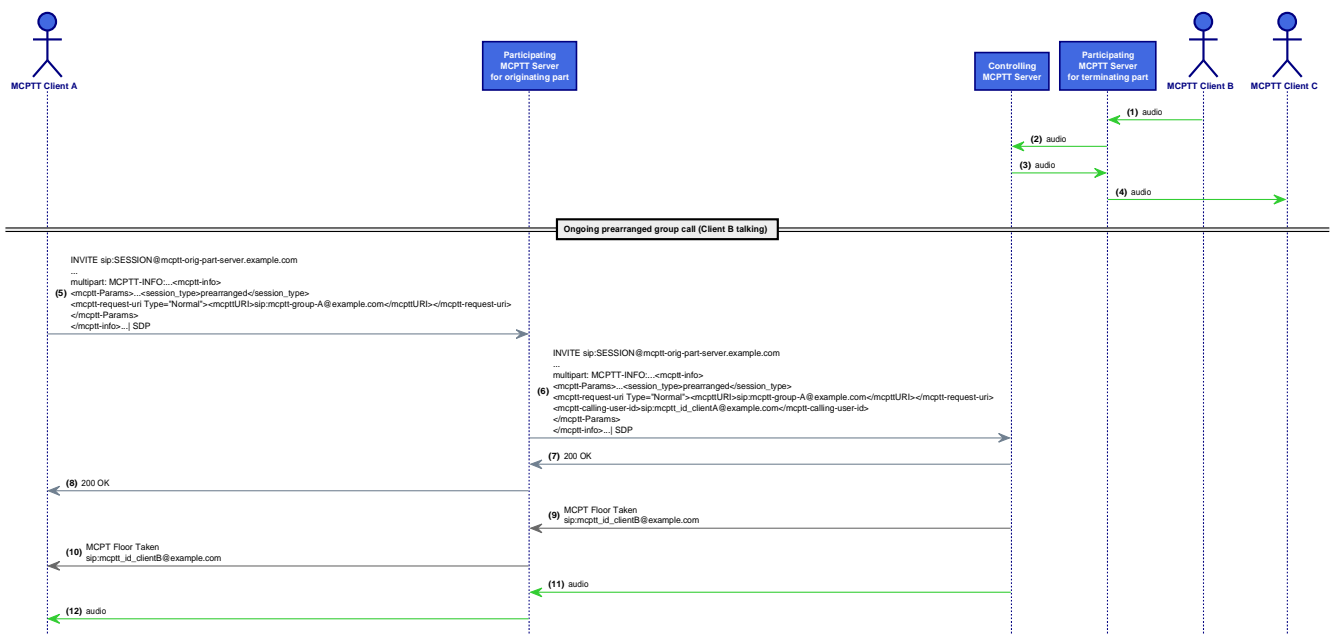 MCPTT Client A
Participating
MCPTT Server
for originating part
Controlling
MCPTT Server
Participating
MCPTT Server
for terminating part
MCPTT Client B
MCPTT Client C
(1) audio
(2) audio
(3) audio
(4) audio
Ongoing prearranged group call (Client B talking)
INVITE sip:SESSION@mcptt-orig-part-server.example.com
...
multipart: MCPTT-INFO:...<mcptt-info>
(5) <mcptt-Params>...<session_type>prearranged</session_type>
<mcptt-request-uri Type="Normal"><mcpttURI>sip:mcptt-group-A@example.com</mcpttURI></mcptt-request-uri>
</mcptt-Params>
</mcptt-info>...| SDP
INVITE sip:SESSION@mcptt-orig-part-server.example.com
...
multipart: MCPTT-INFO:...<mcptt-info>
<mcptt-Params>...<session_type>prearranged</session_type>
(6) <mcptt-request-uri Type="Normal"><mcpttURI>sip:mcptt-group-A@example.com</mcpttURI></mcptt-request-uri>
<mcptt-calling-user-id>sip:mcptt_id_clientA@example.com</mcptt-calling-user-id>
</mcptt-Params>
</mcptt-info>...| SDP
(7) 200 OK
(8) 200 OK
(9) MCPT Floor Taken
sip:mcptt_id_clientB@example.com
(10) MCPT Floor Taken
sip:mcptt_id_clientB@example.com
(11) audio
(12) audio